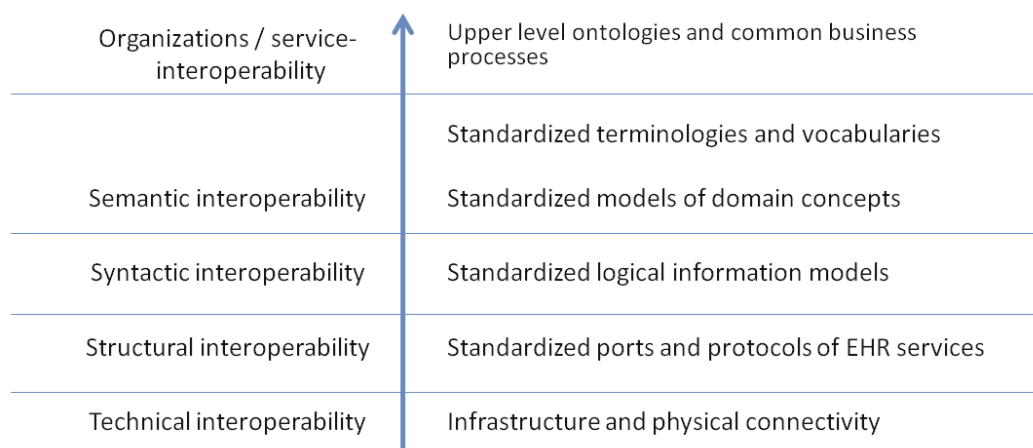 Organizations / service-
interoperability
Upper level ontologies and common business
processes
Standardized terminologies and vocabularies
Semantic interoperability
Standardized models of domain concepts
Syntactic interoperability
Standardized logical information models
Structural interoperability
Standardized ports and protocols of EHR services
Technical interoperability
Infrastructure and physical connectivity